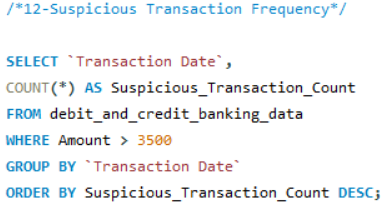 /*12-Suspicious Transaction Frequency*/
SELECT `Transaction Date`,
COUNT(*) AS Suspicious_Transaction_Count
FROM debit_and_credit_banking_data
WHERE Amount > 3500
GROUP BY `Transaction Date`
ORDER BY Suspicious_Transaction_Count DESC;